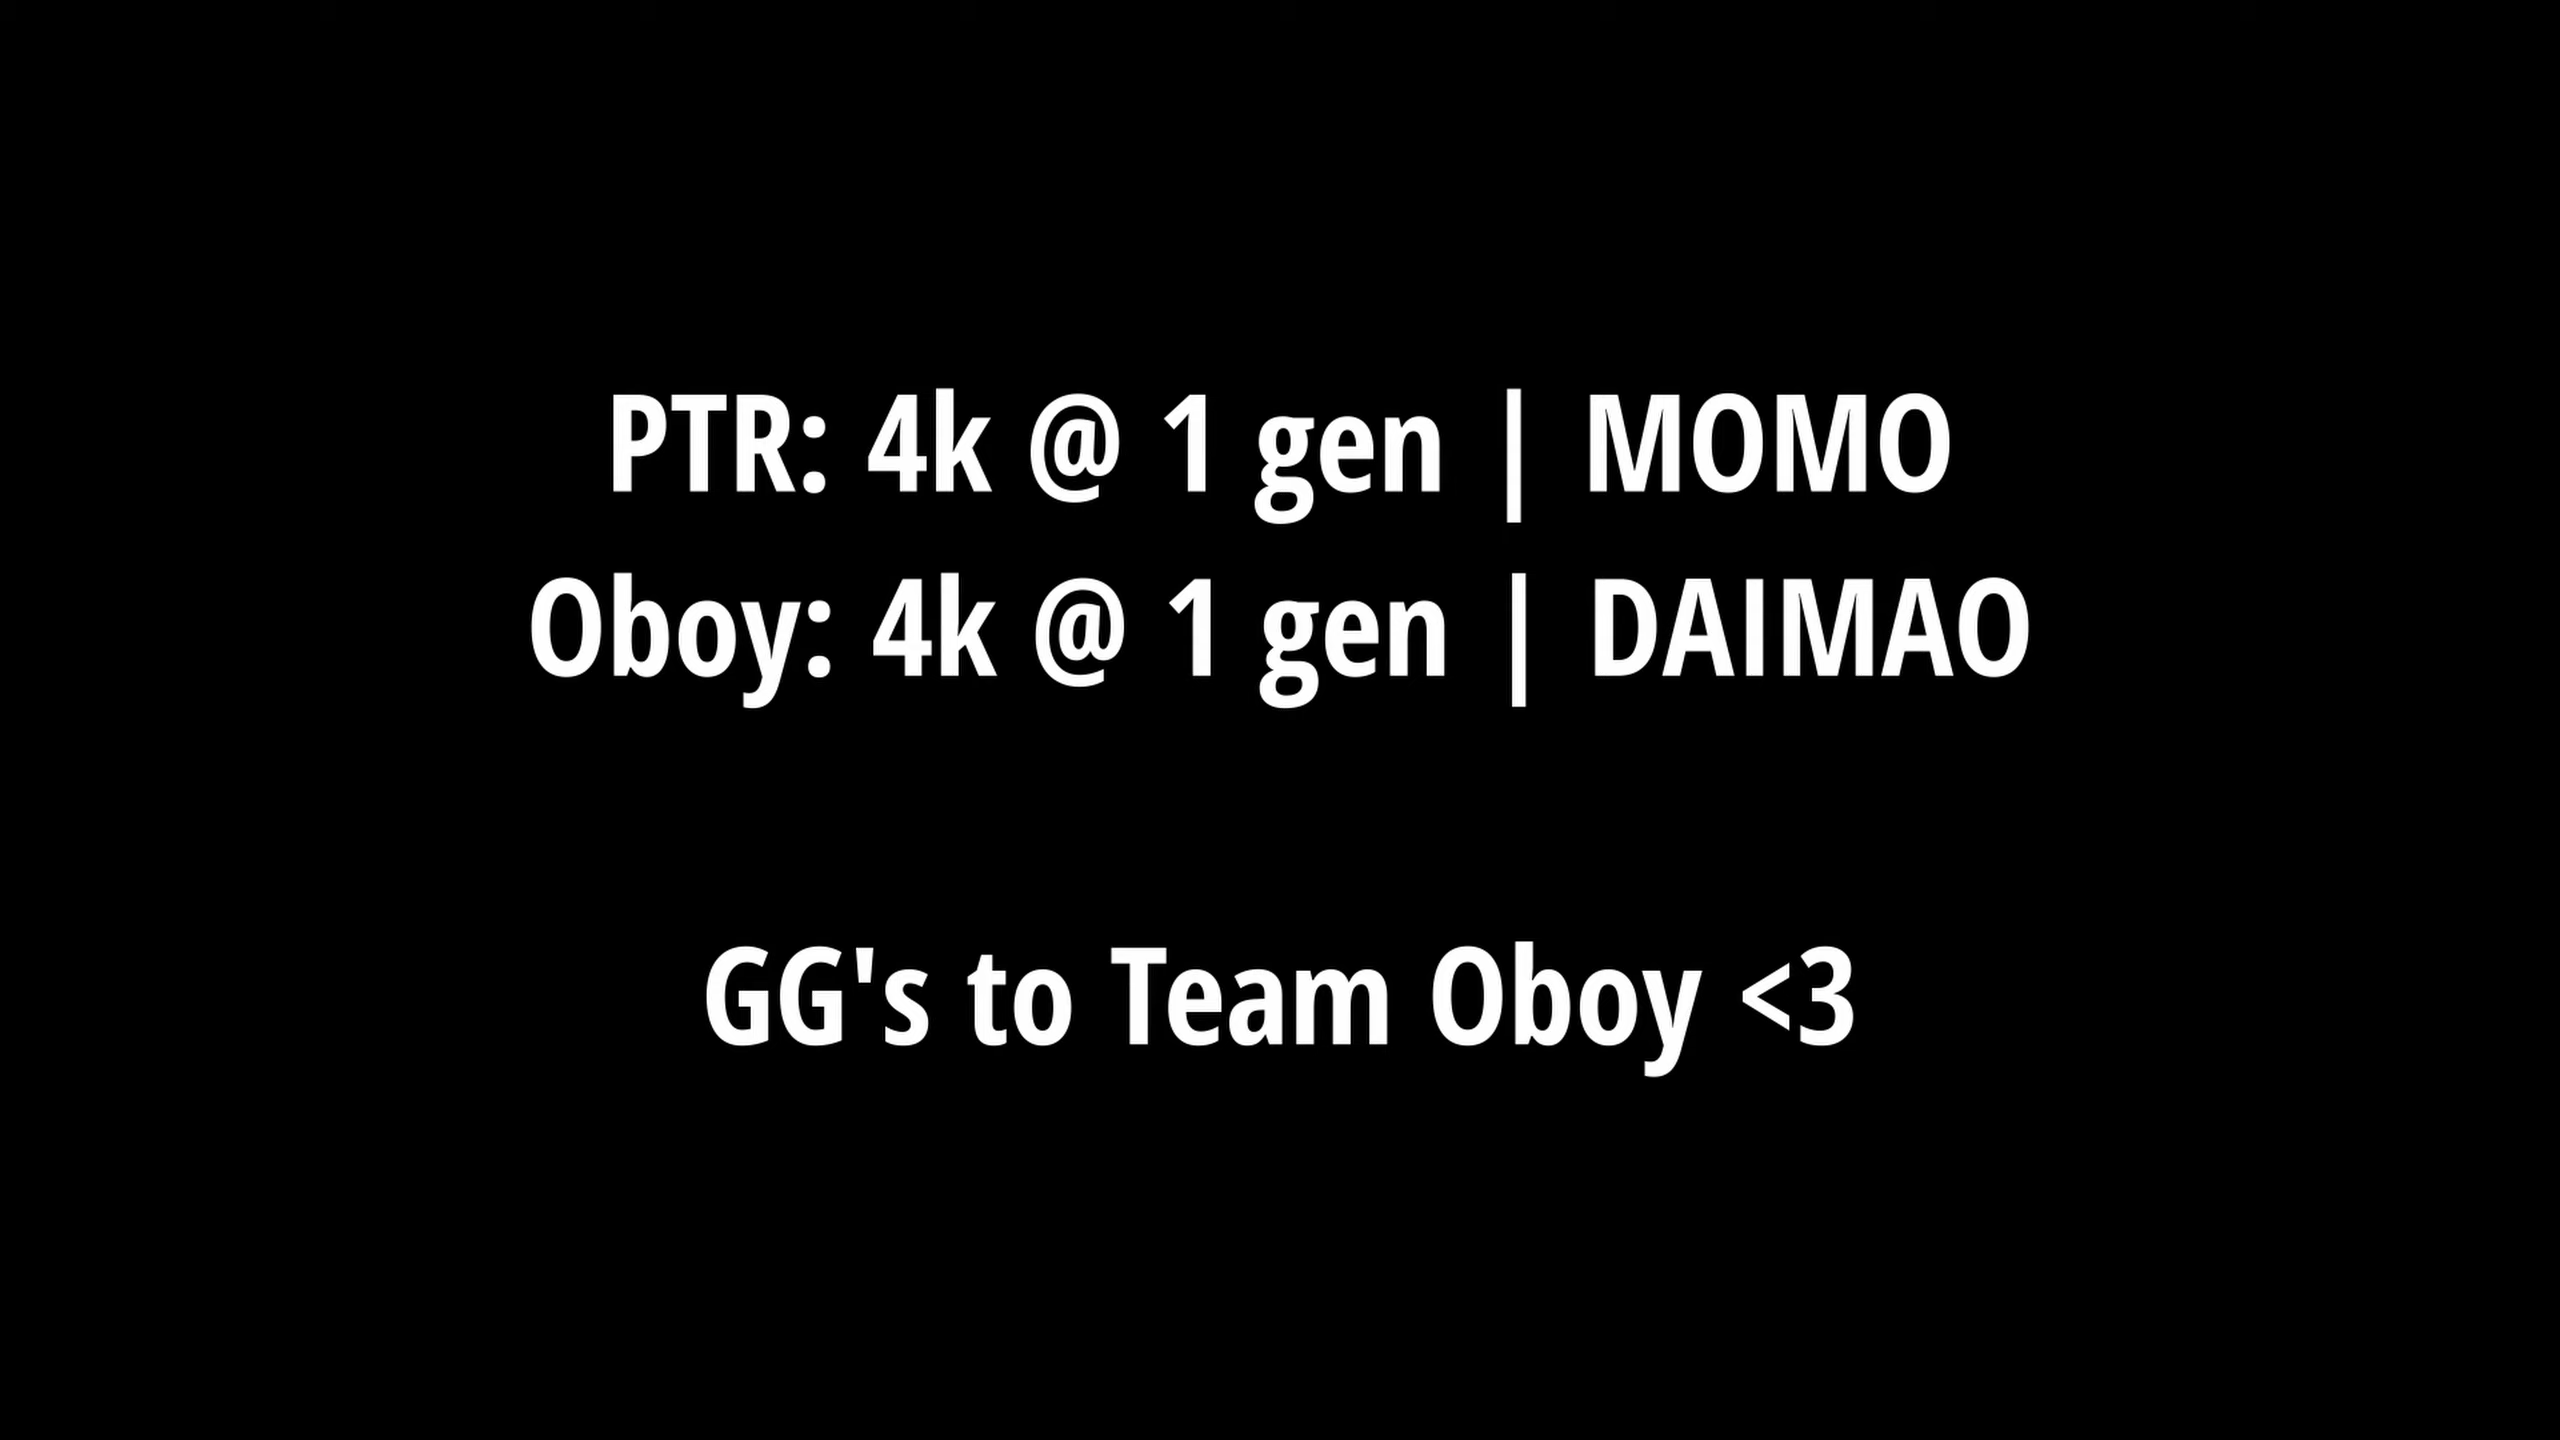 PTR: 4k @ 1 gen | MOMO
Oboy: 4k @ 1 gen | DAIMAO
GG's to Team Oboy <3